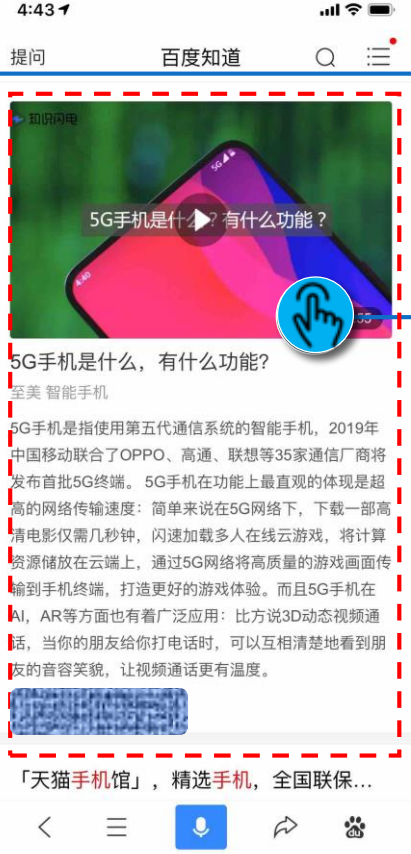 4:43
提问
百度知道
知识闪电
5G
5G手机是什么？有什么功能？
4:40
55
5G手机是什么，有什么功能?
至美 智能手机
5G手机是指使用第五代通信系统的智能手机，2019年
中国移动联合了OPPO、高通、联想等35家通信厂商将
发布首批5G终端。 5G手机在功能上最直观的体现是超
高的网络传输速度：简单来说在5G网络下，下载一部高
清电影仅需几秒钟，闪速加载多人在线云游戏，将计算
资源储放在云端上，通过5G网络将高质量的游戏画面传
输到手机终端，打造更好的游戏体验。而且5G手机在
AI，AR等方面也有着广泛应用：比方说3D动态视频通
话，当你的朋友给你打电话时，可以互相清楚地看到朋
友的音容笑貌，让视频通话更有温度。
「天猫手机馆」，精选手机，全国联保...
du